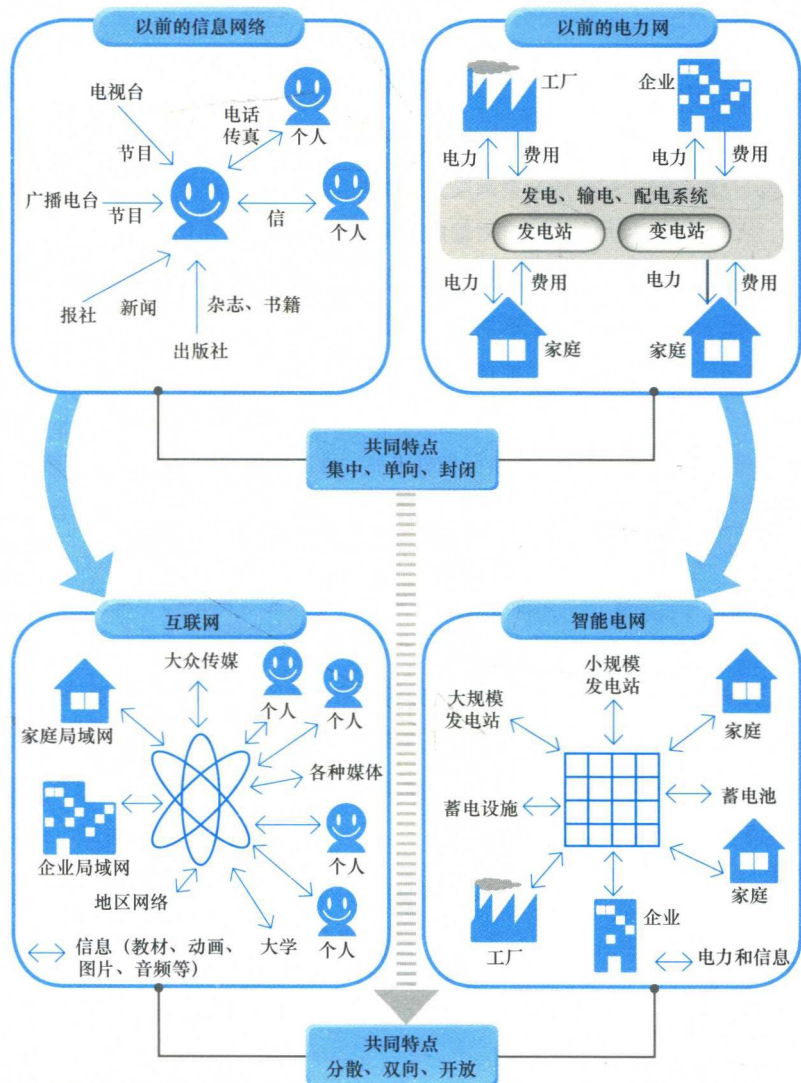 以前的信息网络
电视台
节目
电话
传真
个人
广播电台
节目
信
个人
报社
新闻
杂志、书籍
出版社
以前的电力网
工厂
企业
电力
费用
电力
费用
发电、输电、配电系统
发电站
变电站
电力
费用
电力
费用
家庭
家庭
共同特点
集中、单向、封闭
互联网
大众传媒
个人
个人
家庭局域网
各种媒体
企业局域网
个人
地区网络
大学
个人
信息（教材、动画、
图片、音频等）
智能电网
小规模
发电站
大规模
发电站
家庭
蓄电设施
蓄电池
家庭
工厂
企业
电力和信息
共同特点
分散、双向、开放